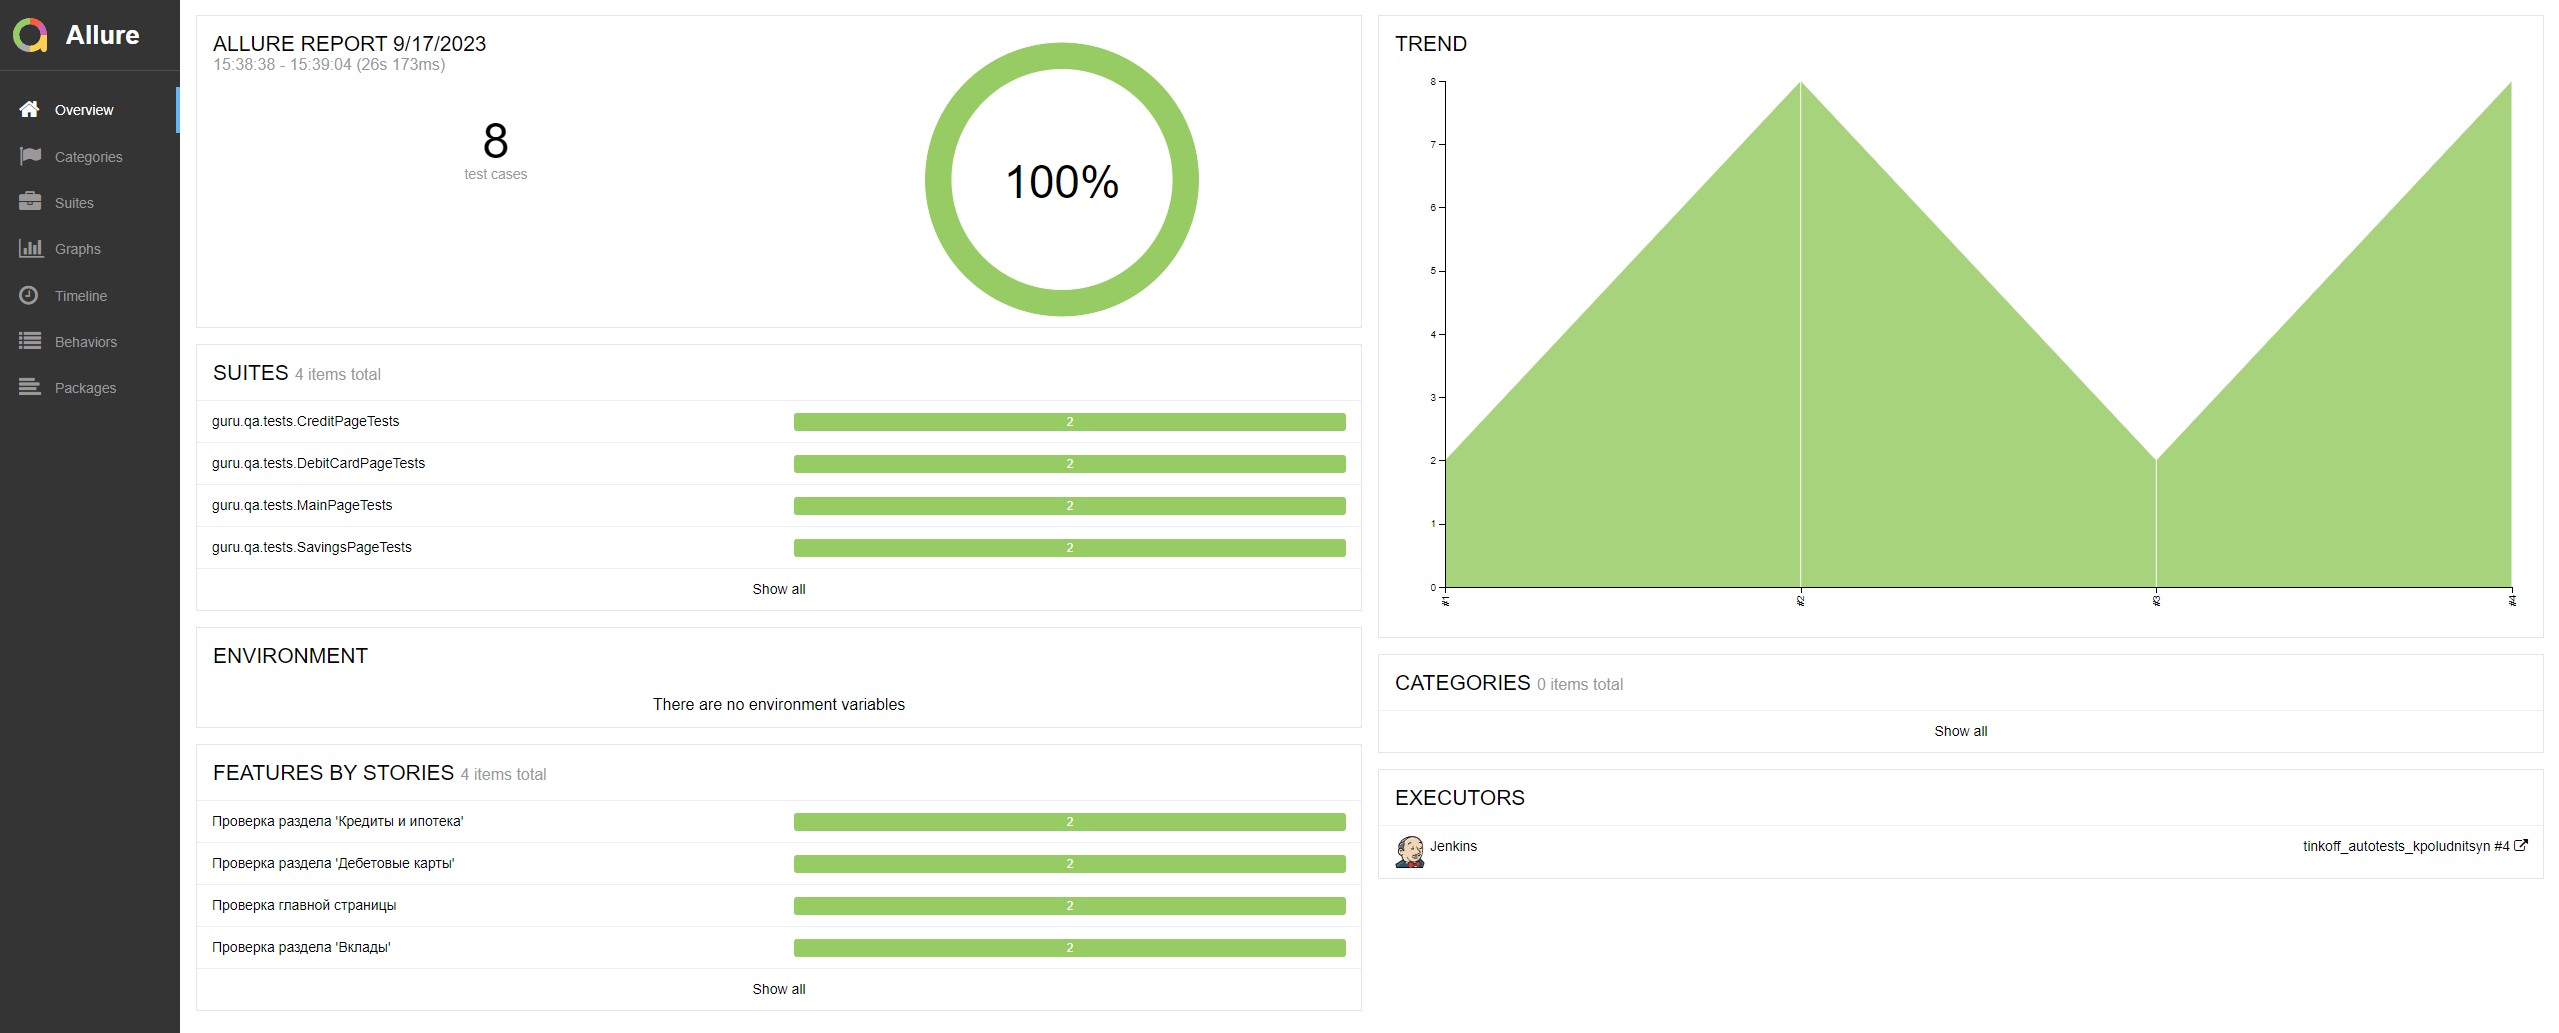 Allure
Overview
Categories
Suites
Graphs
Timeline
Behaviors
Packages
ALLURE REPORT 9/17/2023
15:38:38 - 15:39:04 (26s 173ms)
8
test cases
100%
SUITES 4 items total
guru.qa.tests.CreditPageTests 2
guru.qa.tests.DebitCardPageTests 2
guru.qa.tests.MainPageTests 2
guru.qa.tests.SavingsPageTests 2
Show all
ENVIRONMENT
There are no environment variables
FEATURES BY STORIES 4 items total
Проверка раздела 'Кредиты и ипотека' 2
Проверка раздела 'Дебетовые карты' 2
Проверка главной страницы 2
Проверка раздела 'Вклады' 2
Show all
TREND
8
7
6
5
4
3
2
1
0
#1 #2 #3 #4
CATEGORIES 0 items total
Show all
EXECUTORS
Jenkins tinkoff_autotests_kpoludnitsyn #4